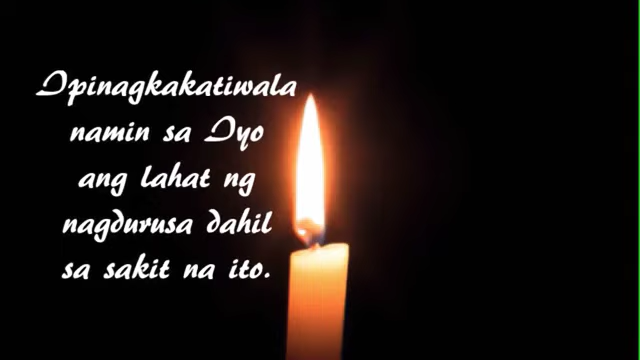 Ipinagkakatiwala
namin sa Iyo
ang lahat ng
nagdurusa dahil
sa sakit na ito.